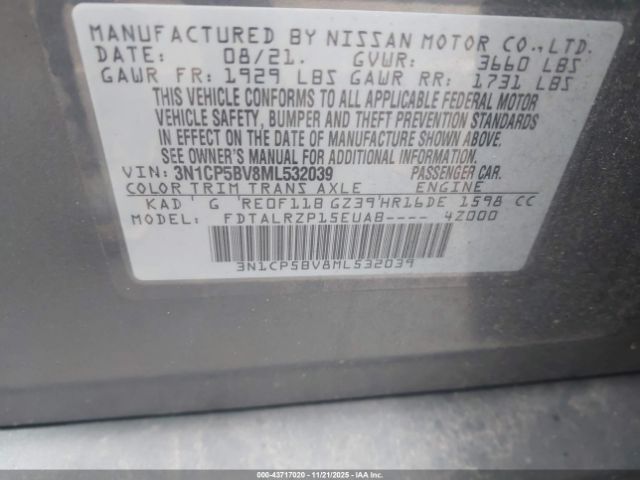 MANUFACTURED BY NISSAN MOTOR CO.,LTD.
DATE: 08/21. GVWR: 3660 LBS
GAWR FR: 1929 LBS GAWR RR: 1731 LBS
THIS VEHICLE CONFORMS TO ALL APPLICABLE FEDERAL MOTOR
VEHICLE SAFETY, BUMPER AND THEFT PREVENTION STANDARDS
IN EFFECT ON THE DATE OF MANUFACTURE SHOWN ABOVE.
SEE OWNER'S MANUAL FOR ADDITIONAL INFORMATION
VIN: 3N1CP5BV8ML532039 PASSENGER CAR
COLOR TRIM TRANS TRANS AXLE ENGINE
KAD G RE0F11B GZ39 HR16DE 1598 CC
MODEL: FDTALRZP15EUAB---- 4Z000
3N1CP5BV8ML532039
000-43717020 11/21/2025 IAAI.COM